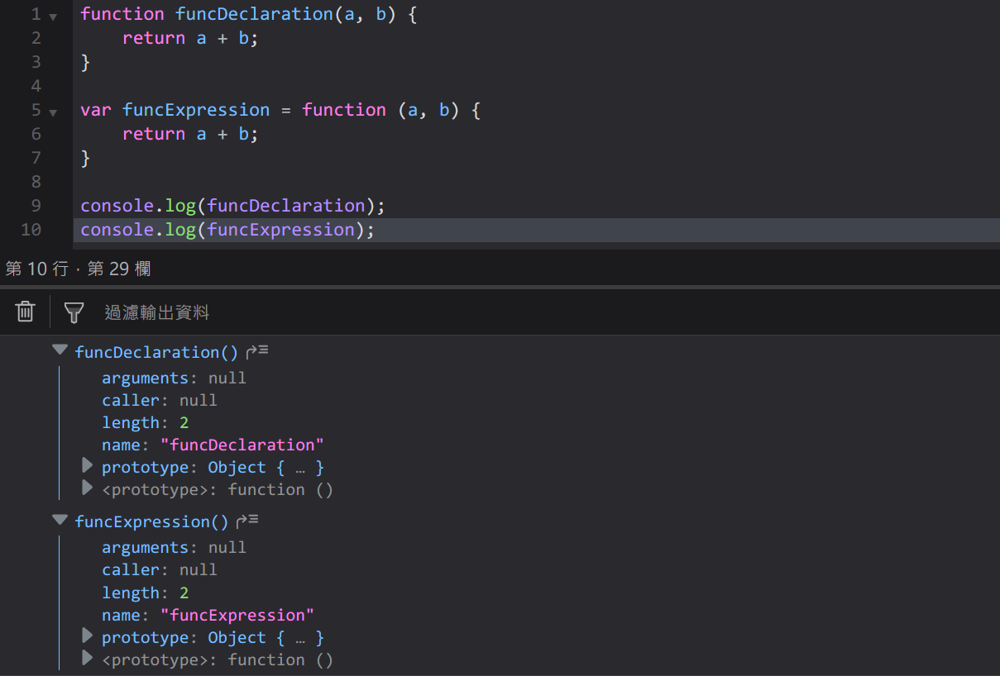 1 function funcDeclaration(a, b) {
2     return a + b;
3 }
4
5 var funcExpression = function (a, b) {
6     return a + b;
7 }
8
9 console.log(funcDeclaration);
10 console.log(funcExpression);
第 10 行 · 第 29 欄
過濾輸出資料
funcDeclaration()
arguments: null
caller: null
length: 2
name: "funcDeclaration"
prototype: Object { … }
<prototype>: function ()
funcExpression()
arguments: null
caller: null
length: 2
name: "funcExpression"
prototype: Object { … }
<prototype>: function ()